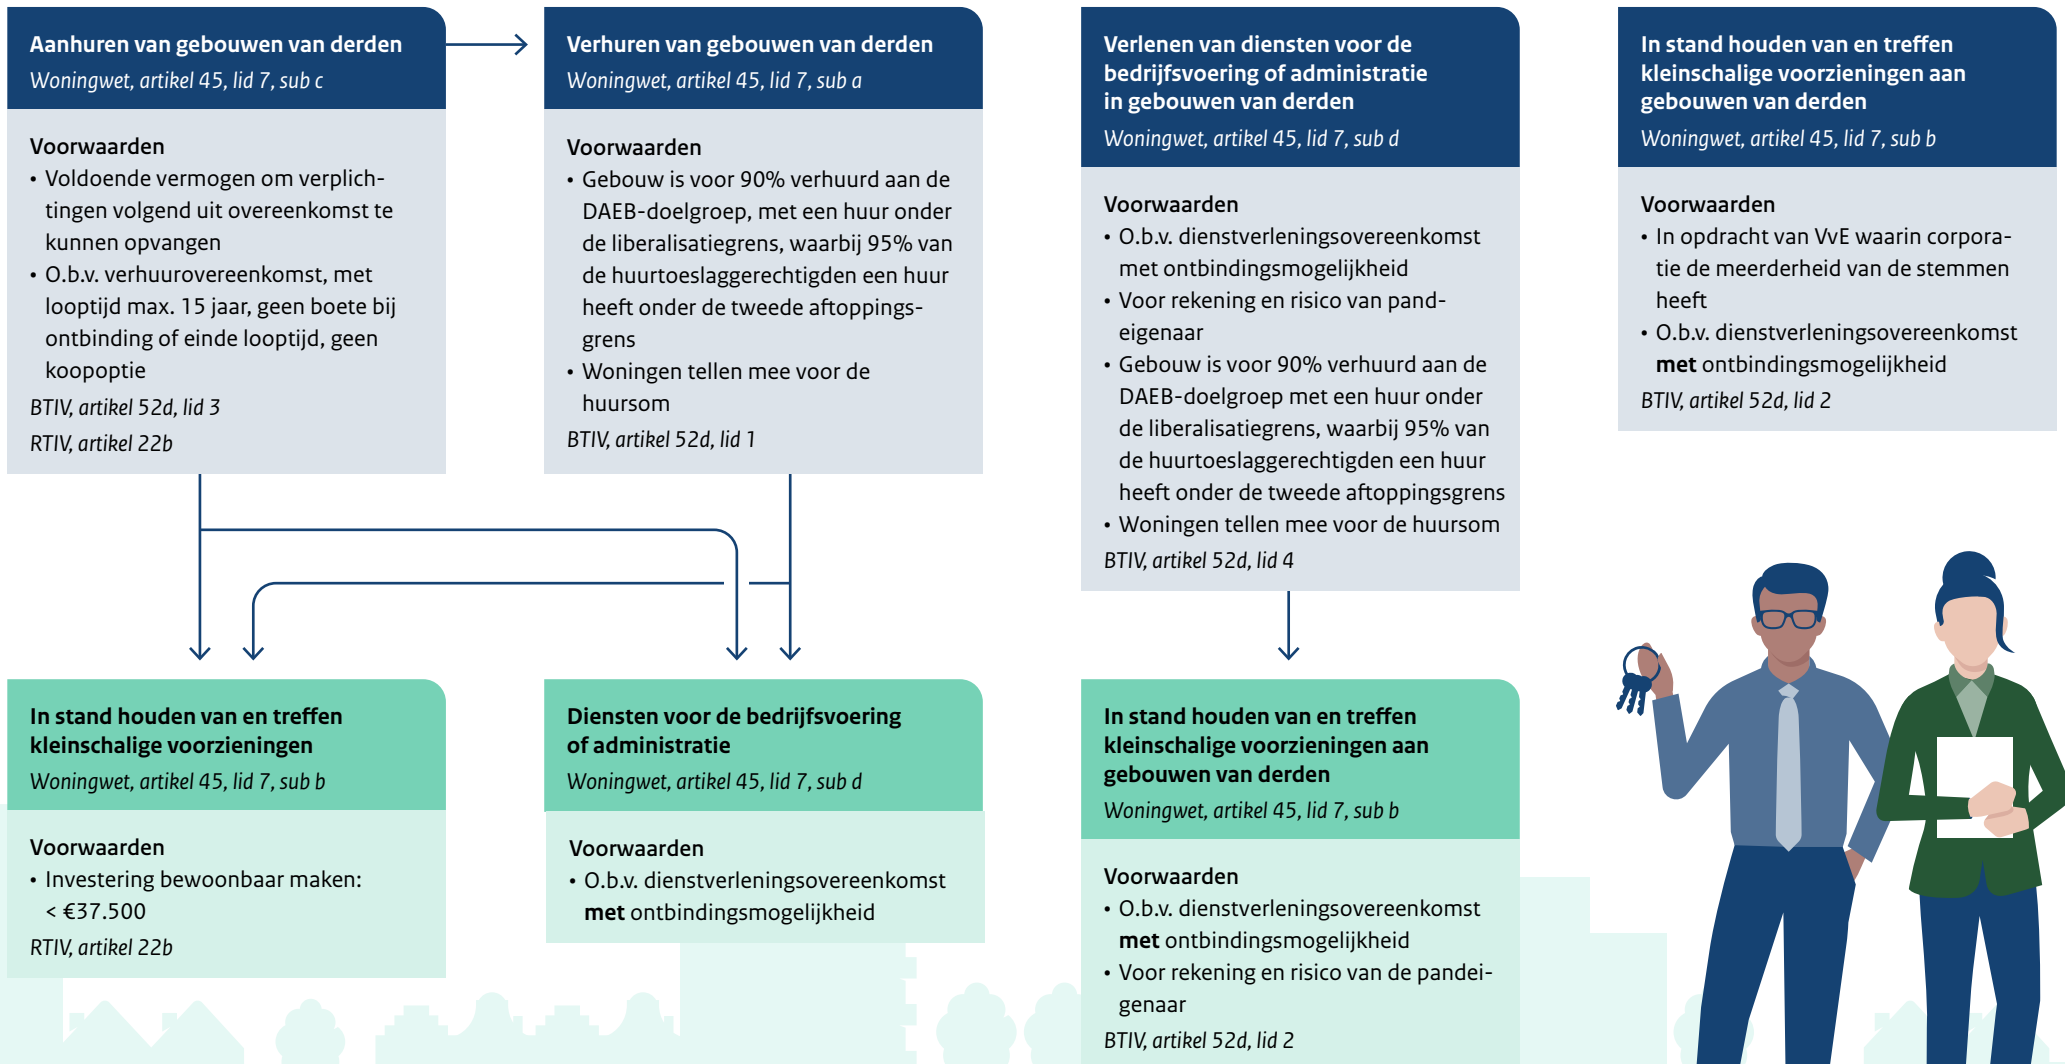 Aanhuren van gebouwen van derden
Woningwet, artikel 45, lid 7, sub c
Voorwaarden
• Voldoende vermogen om verplich-
tingen volgend uit overeenkomst te
kunnen opvangen
• O.b.v. verhuurovereenkomst, met
looptijd max. 15 jaar, geen boete bij
ontbinding of einde looptijd, geen
koopoptie
BTIV, artikel 52d, lid 3
RTIV, artikel 22b
Verhuren van gebouwen van derden
Woningwet, artikel 45, lid 7, sub a
Voorwaarden
• Gebouw is voor 90% verhuurd aan de
DAEB-doelgroep, met een huur onder
de liberalisatiegrens, waarbij 95% van
de huurtoeslaggerechtigden een huur
heeft onder de tweede aftoppings-
grens
• Woningen tellen mee voor de
huursom
BTIV, artikel 52d, lid 1
Verlenen van diensten voor de
bedrijfsvoering of administratie
in gebouwen van derden
Woningwet, artikel 45, lid 7, sub d
Voorwaarden
• O.b.v. dienstverleningsovereenkomst
met ontbindingsmogelijkheid
• Voor rekening en risico van pand-
eigenaar
• Gebouw is voor 90% verhuurd aan de
DAEB-doelgroep met een huur onder
de liberalisatiegrens, waarbij 95% van
de huurtoeslaggerechtigden een huur
heeft onder de tweede aftoppingsgrens
• Woningen tellen mee voor de huursom
BTIV, artikel 52d, lid 4
In stand houden van en treffen
kleinschalige voorzieningen aan
gebouwen van derden
Woningwet, artikel 45, lid 7, sub b
Voorwaarden
• In opdracht van VvE waarin corpora-
tie de meerderheid van de stemmen
heeft
• O.b.v. dienstverleningsovereenkomst
met ontbindingsmogelijkheid
BTIV, artikel 52d, lid 2
In stand houden van en treffen
kleinschalige voorzieningen
Woningwet, artikel 45, lid 7, sub b
Voorwaarden
• Investering bewoonbaar maken:
< €37.500
RTIV, artikel 22b
Diensten voor de bedrijfsvoering
of administratie
Woningwet, artikel 45, lid 7, sub d
Voorwaarden
• O.b.v. dienstverleningsovereenkomst
met ontbindingsmogelijkheid
In stand houden van en treffen
kleinschalige voorzieningen aan
gebouwen van derden
Woningwet, artikel 45, lid 7, sub b
Voorwaarden
• O.b.v. dienstverleningsovereenkomst
met ontbindingsmogelijkheid
• Voor rekening en risico van de pandei-
genaar
BTIV, artikel 52d, lid 2